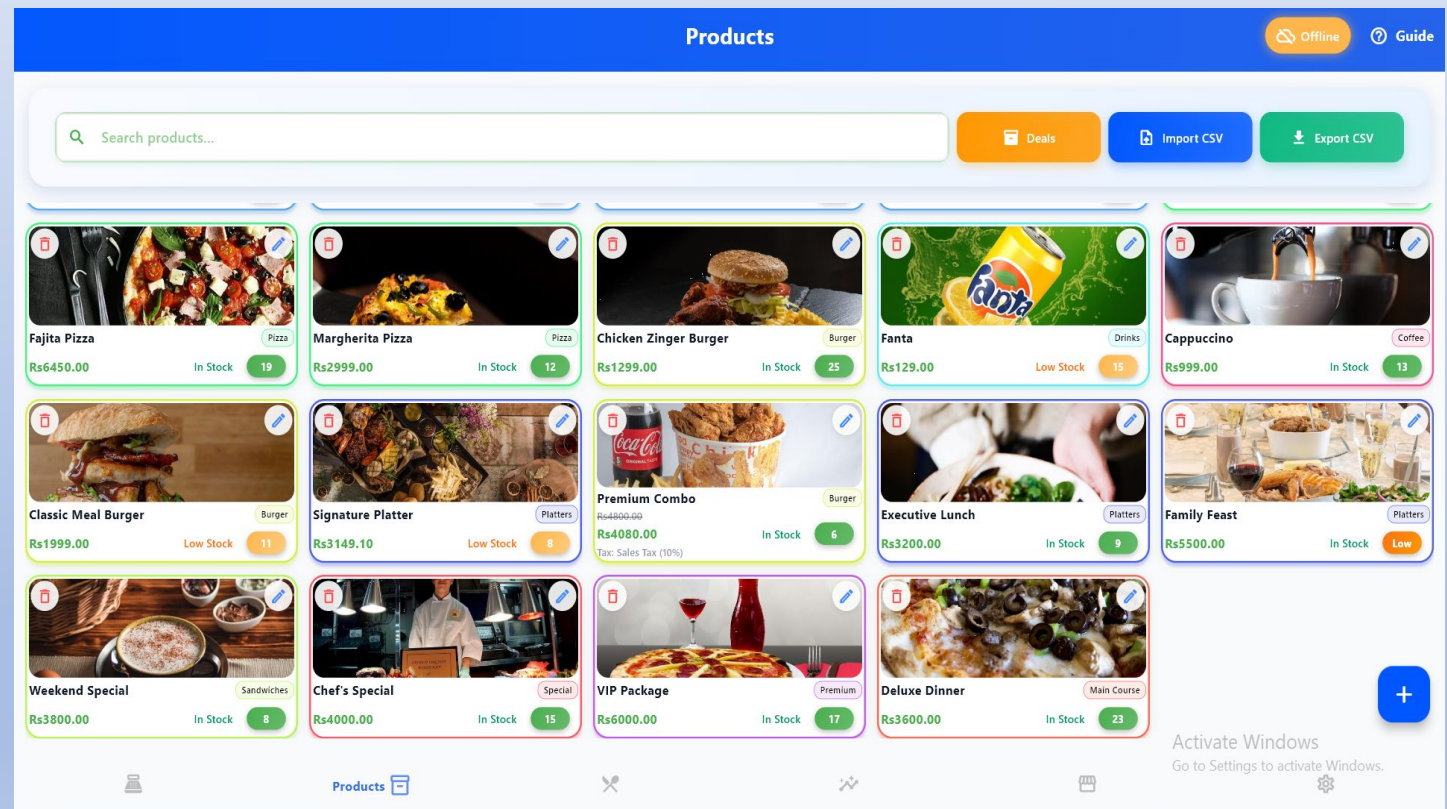 Products
Offline
Guide
Search products...
Deals
Import CSV
Export CSV
Fajita Pizza
Pizza
Rs6450.00
In Stock
19
Margherita Pizza
Pizza
Rs2999.00
In Stock
12
Chicken Zinger Burger
Burger
Rs1299.00
In Stock
25
Fanta
Fanta
Drinks
Rs129.00
Low Stock
15
Cappuccino
Coffee
Rs999.00
In Stock
13
Classic Meal Burger
Burger
Rs1999.00
Low Stock
11
Signature Platter
Platters
Rs3149.10
Low Stock
8
Coca-Cola
ORIGINAL TASTE
Premium Combo
Burger
Rs4800.00
Rs4080.00
In Stock
6
Tax: Sales Tax (10%)
Executive Lunch
Platters
Rs3200.00
In Stock
9
Family Feast
Platters
Rs5500.00
In Stock
Low
Weekend Special
Sandwiches
Rs3800.00
In Stock
8
Chef's Special
Special
Rs4000.00
In Stock
15
VIP Package
Premium
Rs6000.00
In Stock
17
Deluxe Dinner
Main Course
Rs3600.00
In Stock
23
+
Activate Windows
Go to Settings to activate Windows.
Products